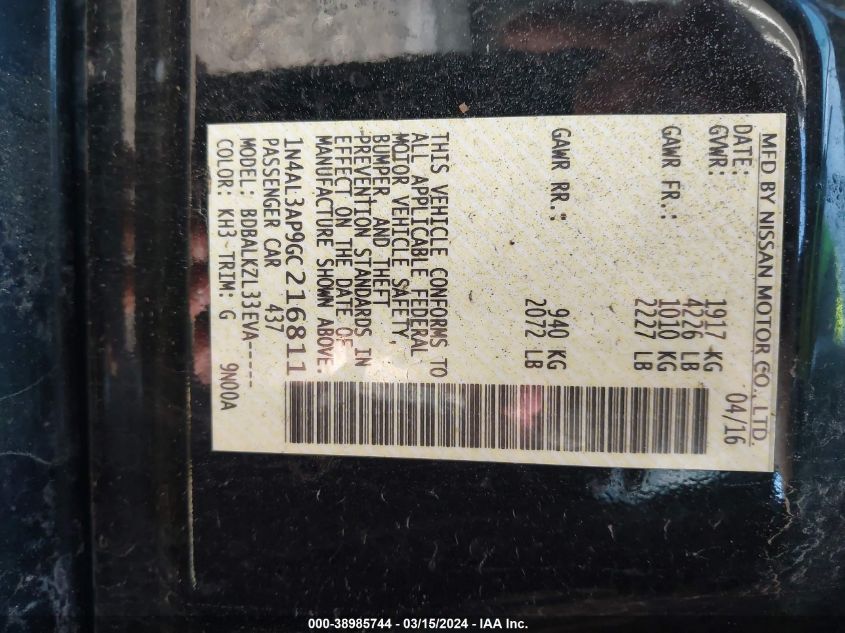 MFD BY NISSAN MOTOR CO., LTD.
DATE: 04/16
GVWR: 1917 KG
4226 LB
GAWR FR.: 1010 KG
2227 LB
GAWR RR.: 940 KG
2072 LB
THIS VEHICLE CONFORMS TO
ALL APPLICABLE FEDERAL
MOTOR VEHICLE SAFETY
BUMPER AND THEFT
PREVENTION STANDARDS IN
EFFECT ON THE DATE OF
MANUFACTURE SHOWN ABOVE.
1N4AL3AP9GC216811
PASSENGER CAR 437
MODEL: BDBALKZL33EVA-----
COLOR: KH3 TRIM: G 9N00A
000-38985744 - 03/15/2024 - IAA Inc.